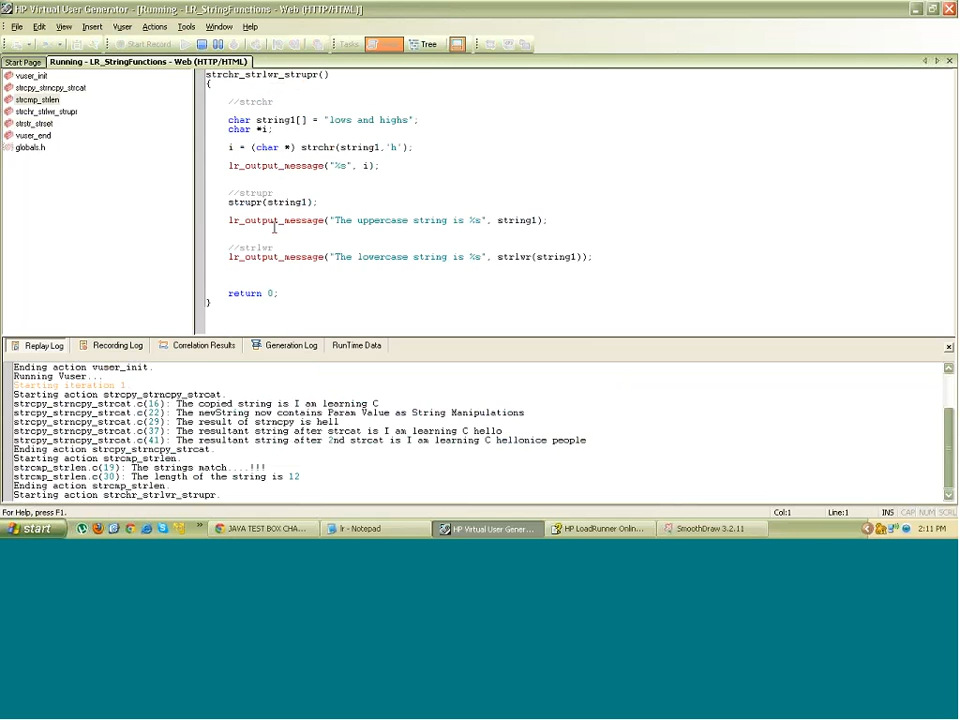 HP Virtual User Generator - [Running - LR_StringFunctions - Web (HTTP/HTML)]
File Edit View Insert Vuser Actions Tools Window Help
Start Record Tasks Tree
Start Page Running - LR_StringFunctions - Web (HTTP/HTML)
vuser_init
strcpy_strncpy_strcat
strcmp_strlen
strchr_strlwr_strupr
strstr_strset
vuser_end
globals.h
strchr_strlwr_strupr()
{
//strchr
char string1[] = "lows and highs";
char *i;
i = (char *) strchr(string1,'h');
lr_output_message("%s", i);
//strupr
strupr(string1);
lr_output_message("The uppercase string is %s", string1);
//strlwr
lr_output_message("The lowercase string is %s", strlwr(string1));
return 0;
}
Replay Log Recording Log Correlation Results Generation Log RunTime Data
Ending action vuser_init.
Running Vuser...
Starting iteration 1.
Starting action strcpy_strncpy_strcat.
strcpy_strncpy_strcat.c(16): The copied string is I am learning C
strcpy_strncpy_strcat.c(22): The newString now contains Param Value as String Manipulations
strcpy_strncpy_strcat.c(29): The result of strncpy is hell
strcpy_strncpy_strcat.c(37): The resultant string after strcat is I am learning C hello
strcpy_strncpy_strcat.c(41): The resultant string after 2nd strcat is I am learning C hellonice people
Ending action strcpy_strncpy_strcat.
Starting action strcmp_strlen.
strcmp_strlen.c(19): The strings match....!!!
strcmp_strlen.c(30): The length of the string is 12
Ending action strcmp_strlen.
Starting action strchr_strlwr_strupr.
For Help, press F1. Col:1 Line:1 INS CAP NUM SCRL
start JAVA TEST BOX CHA... lr - Notepad HP Virtual User Gener... HP LoadRunner Onlin... SmoothDraw 3.2.11 2:11 PM